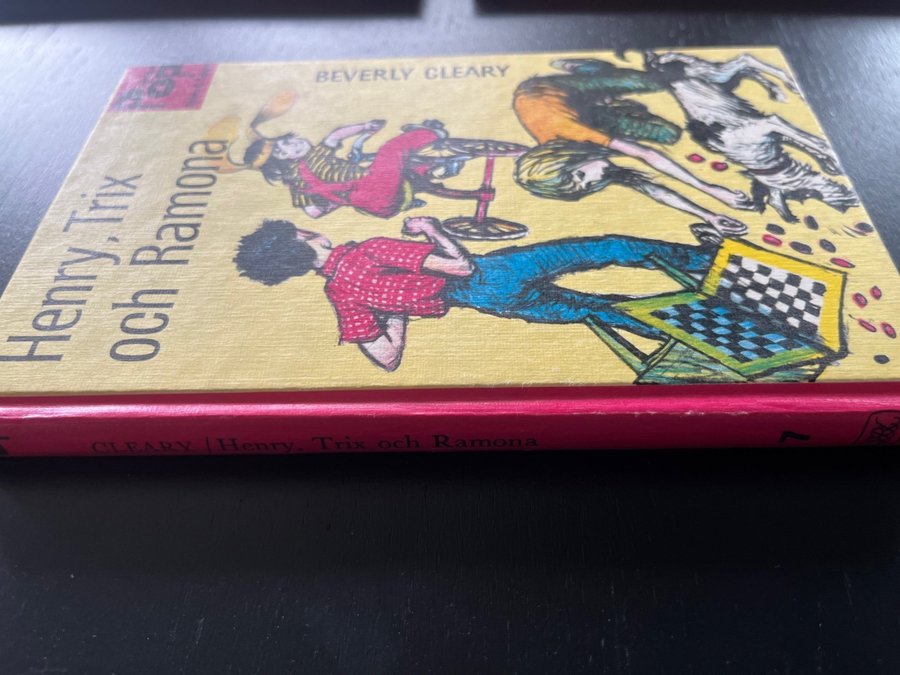 BEVERLY CLEARY
Henry, Trix
och Ramona
CLEARY / Henry, Trix och Ramona 7